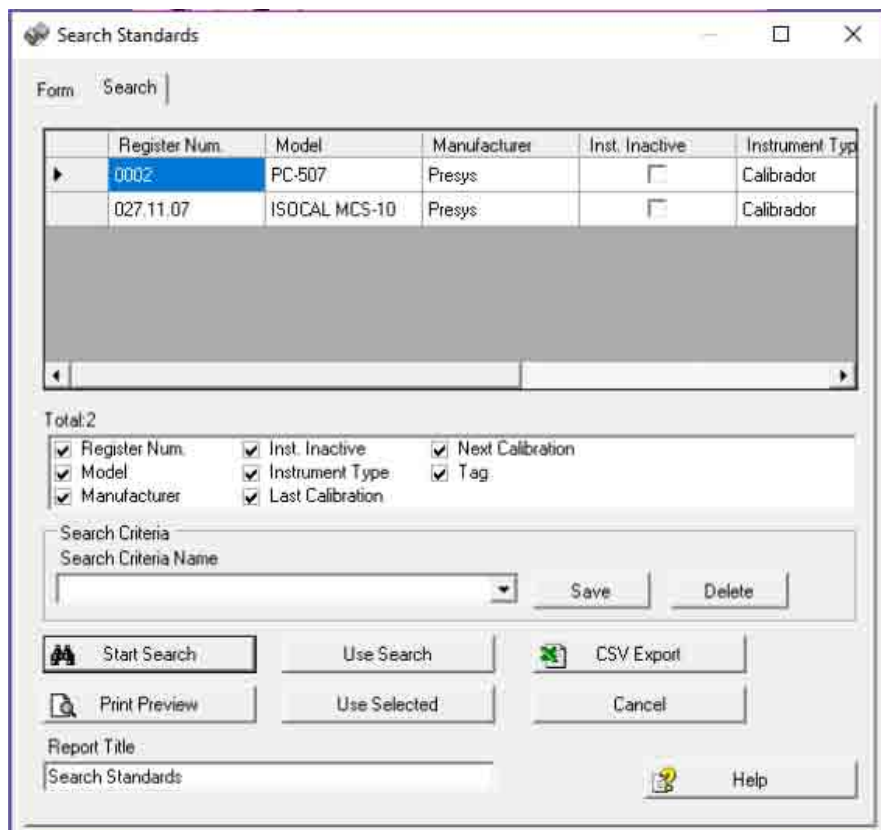 Search Standards
Form Search
Register Num. Model Manufacturer Inst. Inactive Instrument Typ
0002 PC-507 Presys Calibrador
027.11.07 ISOCAL MCS-10 Presys Calibrador
Total:2
Register Num. Inst. Inactive Next Calibration
Model Instrument Type Tag
Manufacturer Last Calibration
Search Criteria
Search Criteria Name
Save Delete
Start Search Use Search CSV Export
Print Preview Use Selected Cancel
Report Title
Search Standards
Help